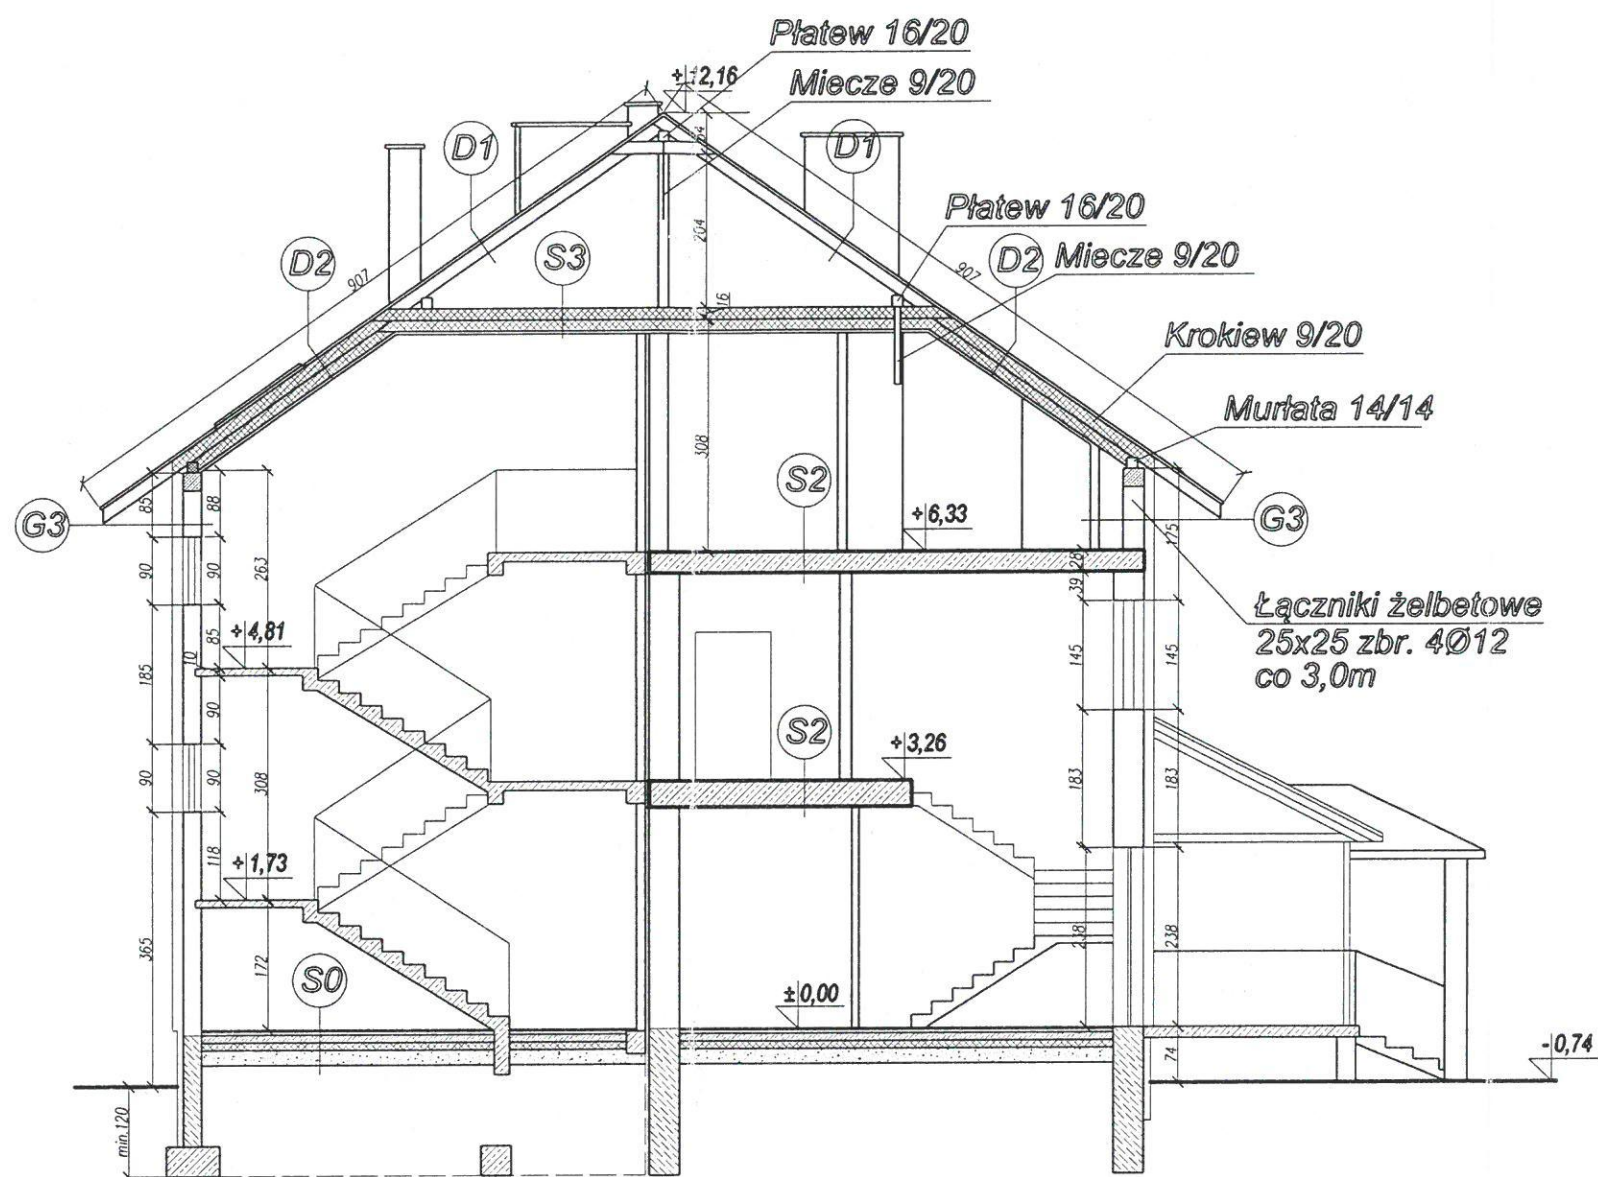 Płatew 16/20
+12,16
Miecze 9/20
D1
D1
64
Płatew 16/20
D2
S3
204
D2
Miecze 9/20
907
907
16
Krokiew 9/20
Murłata 14/14
308
S2
G3
85
88
+6,33
G3
175
90
90
263
28
39
Łączniki żelbetowe
25x25 zbr. 4Ø12
co 3,0m
+4,81
85
10
185
145
145
90
S2
+3,26
90
90
308
183
183
118
+1,73
365
172
S0
238
238
±0,00
74
-0,74
min.120